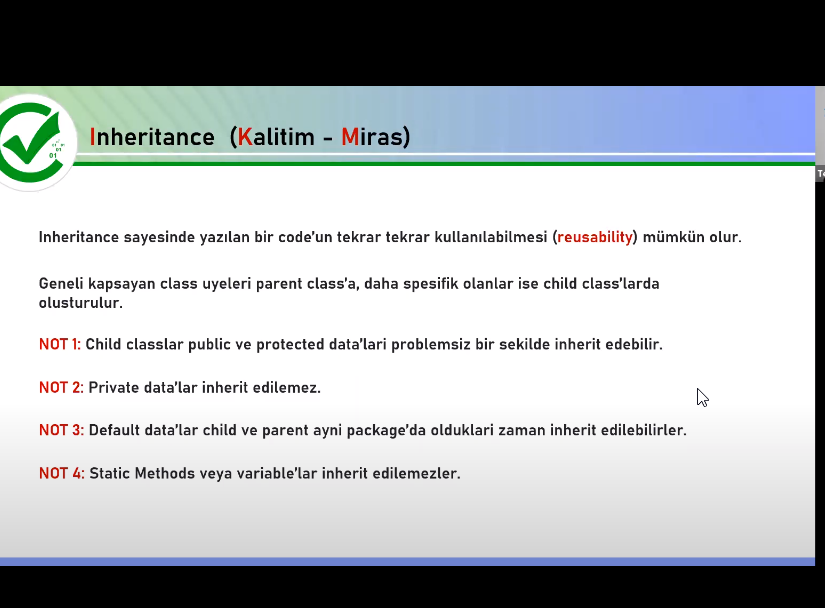 Inheritance (Kalitim - Miras)
Inheritance sayesinde yazılan bir code'un tekrar tekrar kullanılabilmesi (reusability) mümkün olur.
Geneli kapsayan class uyeleri parent class'a, daha spesifik olanlar ise child class'larda
olusturulur.
NOT 1: Child classlar public ve protected data'lari problemsiz bir sekilde inherit edebilir.
NOT 2: Private data'lar inherit edilemez.
NOT 3: Default data'lar child ve parent ayni package'da olduklari zaman inherit edilebilirler.
NOT 4: Static Methods veya variable'lar inherit edilemezler.